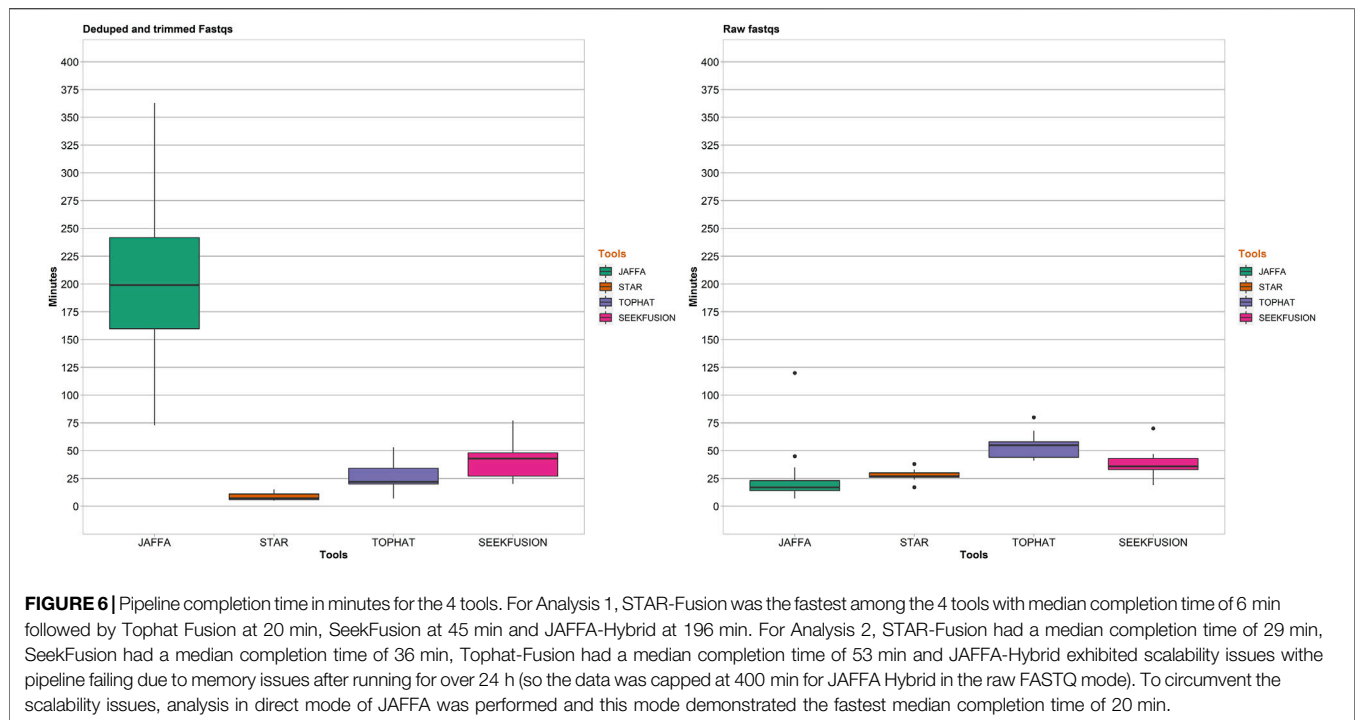 Deduped and trimmed Fastqs
400
375
350
325
300
275
250
225
200
175
150
125
100
75
50
25
0
Minutes
JAFFA
STAR
TOPHAT
SEEKFUSION
Tools
Tools
JAFFA
STAR
TOPHAT
SEEKFUSION
Raw fastqs
400
375
350
325
300
275
250
225
200
175
150
125
100
75
50
25
0
Minutes
JAFFA
STAR
TOPHAT
SEEKFUSION
Tools
Tools
JAFFA
STAR
TOPHAT
SEEKFUSION
FIGURE 6 | Pipeline completion time in minutes for the 4 tools. For Analysis 1, STAR-Fusion was the fastest among the 4 tools with median completion time of 6 min
followed by Tophat Fusion at 20 min, SeekFusion at 45 min and JAFFA-Hybrid at 196 min. For Analysis 2, STAR-Fusion had a median completion time of 29 min,
SeekFusion had a median completion time of 36 min, Tophat-Fusion had a median completion time of 53 min and JAFFA-Hybrid exhibited scalability issues withe
pipeline failing due to memory issues after running for over 24 h (so the data was capped at 400 min for JAFFA Hybrid in the raw FASTQ mode). To circumvent the
scalability issues, analysis in direct mode of JAFFA was performed and this mode demonstrated the fastest median completion time of 20 min.